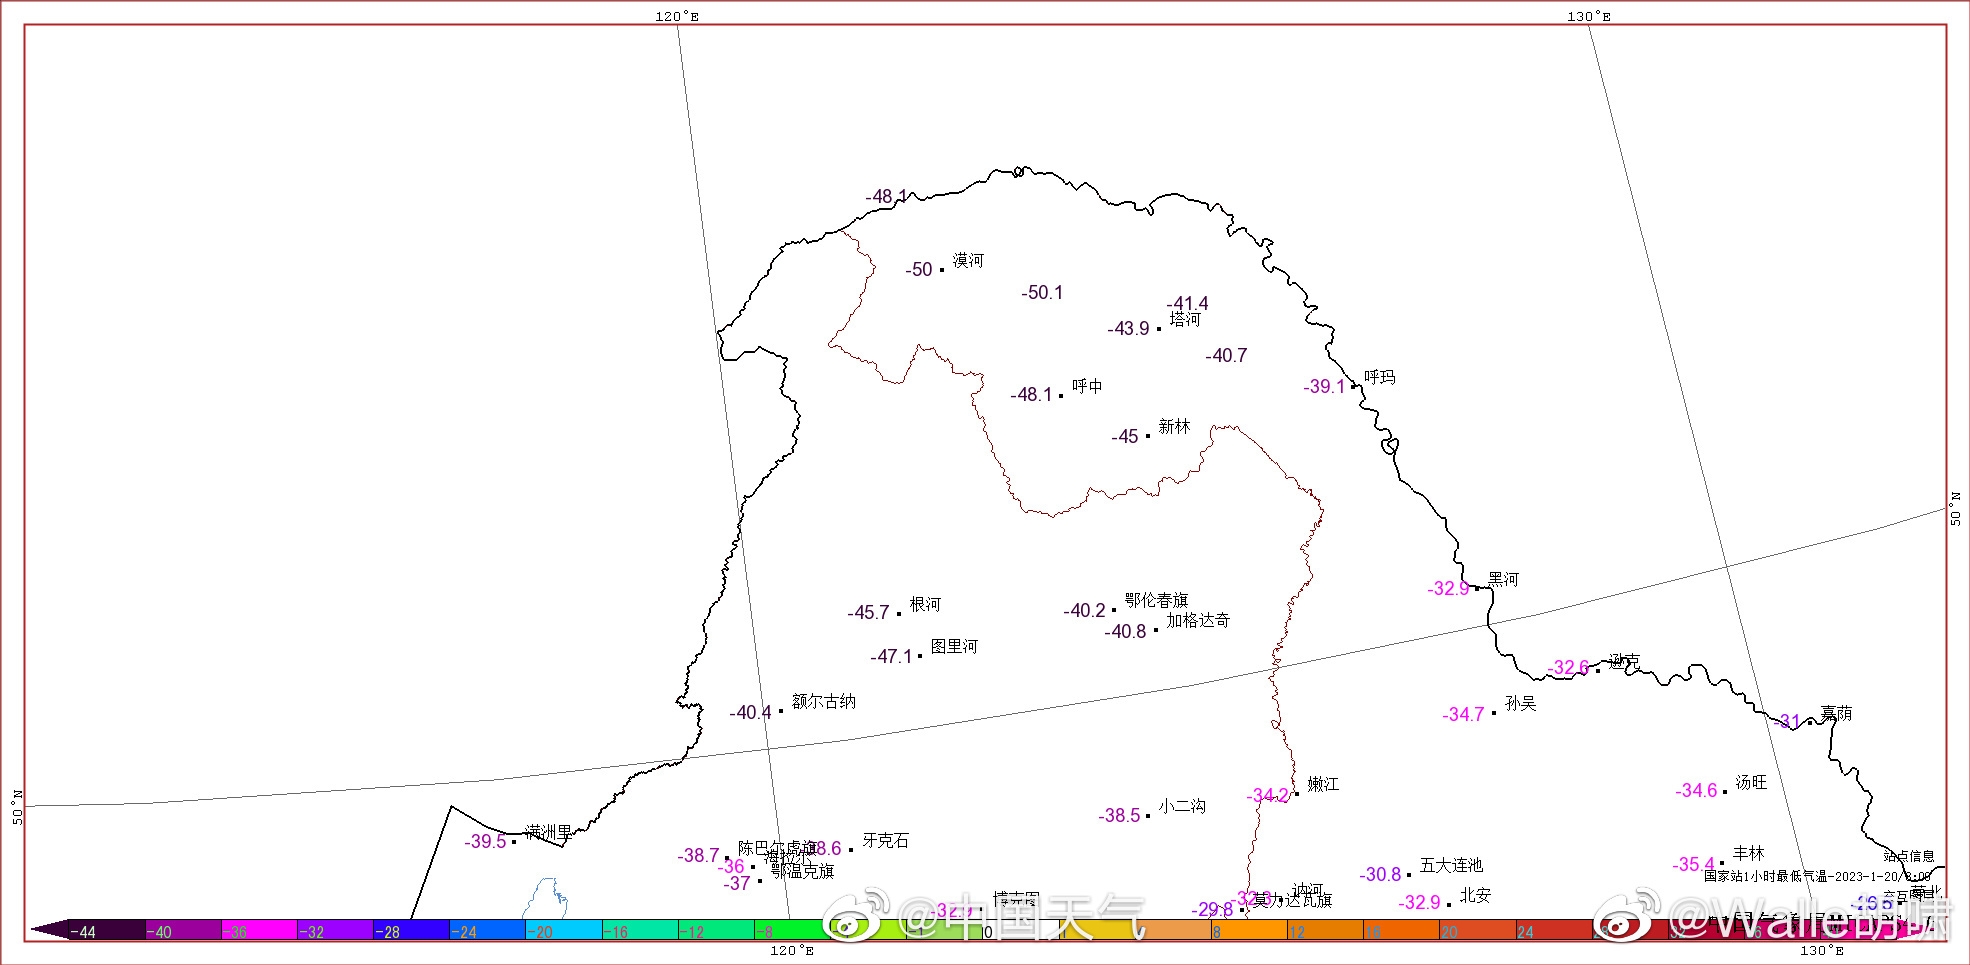 120°E
130°E
-48.1
漠河
-50
-50.1
-41.4
塔河
-43.9
-40.7
呼玛
-39.1
呼中
-48.1
新林
-45
50°N
黑河
-32.9
鄂伦春旗
-40.2
根河
-45.7
加格达奇
-40.8
图里河
-47.1
逊克
-32.6
额尔古纳
-40.4
孙吴
-34.7
嘉荫
-31
汤旺
-34.6
嫩江
-34.2
50°N
小二沟
-38.5
满洲里
-39.5
牙克石
陈巴尔虎旗
-38.7
海拉尔
-36
鄂温克旗
-37
丰林
-35.4
站点信息
五大连池
-30.8
国家站1小时最低气温-2023-1-20/8:00
北安
-32.9
讷河
莫力达瓦旗
-29.8
博克图
-32.9
@中国天气
@Walle胡啸
-44 -40 -36 -32 -28 -24 -20 -16 -12 -8 0 8 12 16 20 24
120°E
130°E